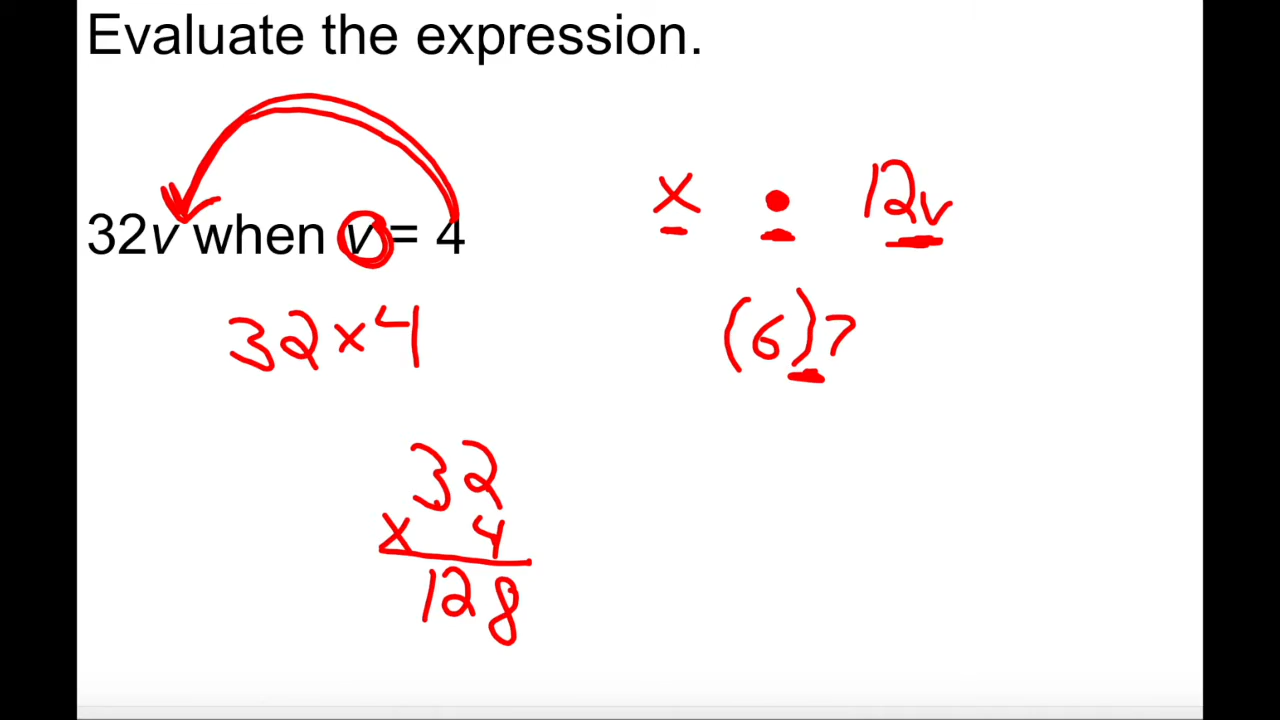 Evaluate the expression.
32v when v = 4
x • 12v
32 x 4
(6)7
32
x 4
128